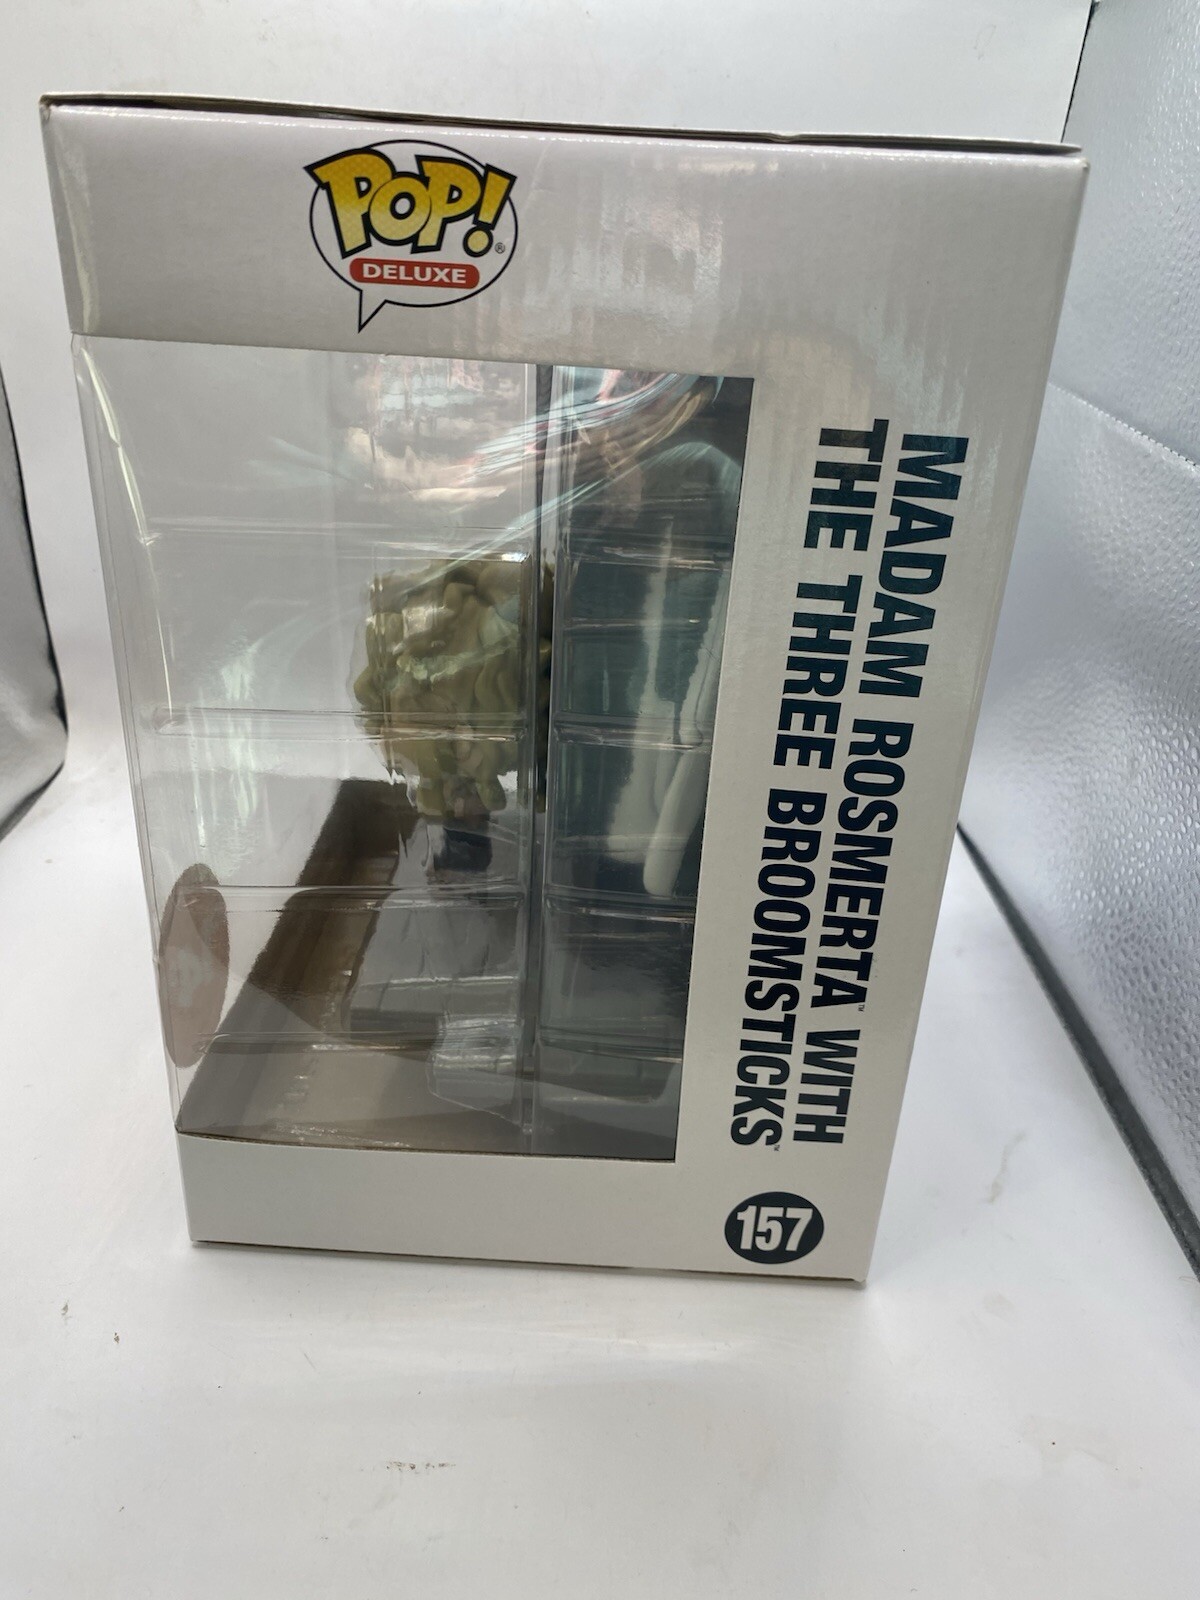 POP!®
DELUXE
MADAM ROSMERTA™ WITH
THE THREE BROOMSTICKS™
157